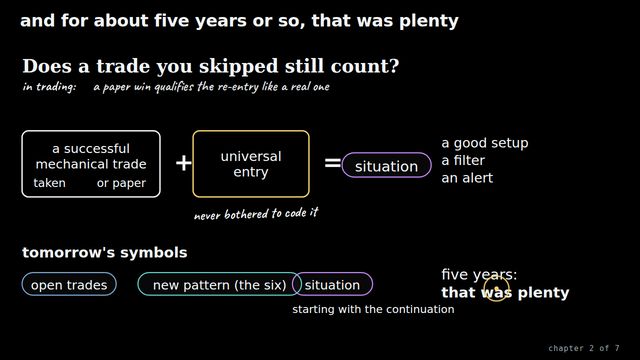 and for about five years or so, that was plenty
Does a trade you skipped still count?
in trading: a paper win qualifies the re-entry like a real one
a successful
mechanical trade
taken or paper
+
universal
entry
=
situation
a good setup
a filter
an alert
never bothered to code it
tomorrow's symbols
open trades
new pattern (the six)
situation
five years:
that was plenty
starting with the continuation
chapter 2 of 7